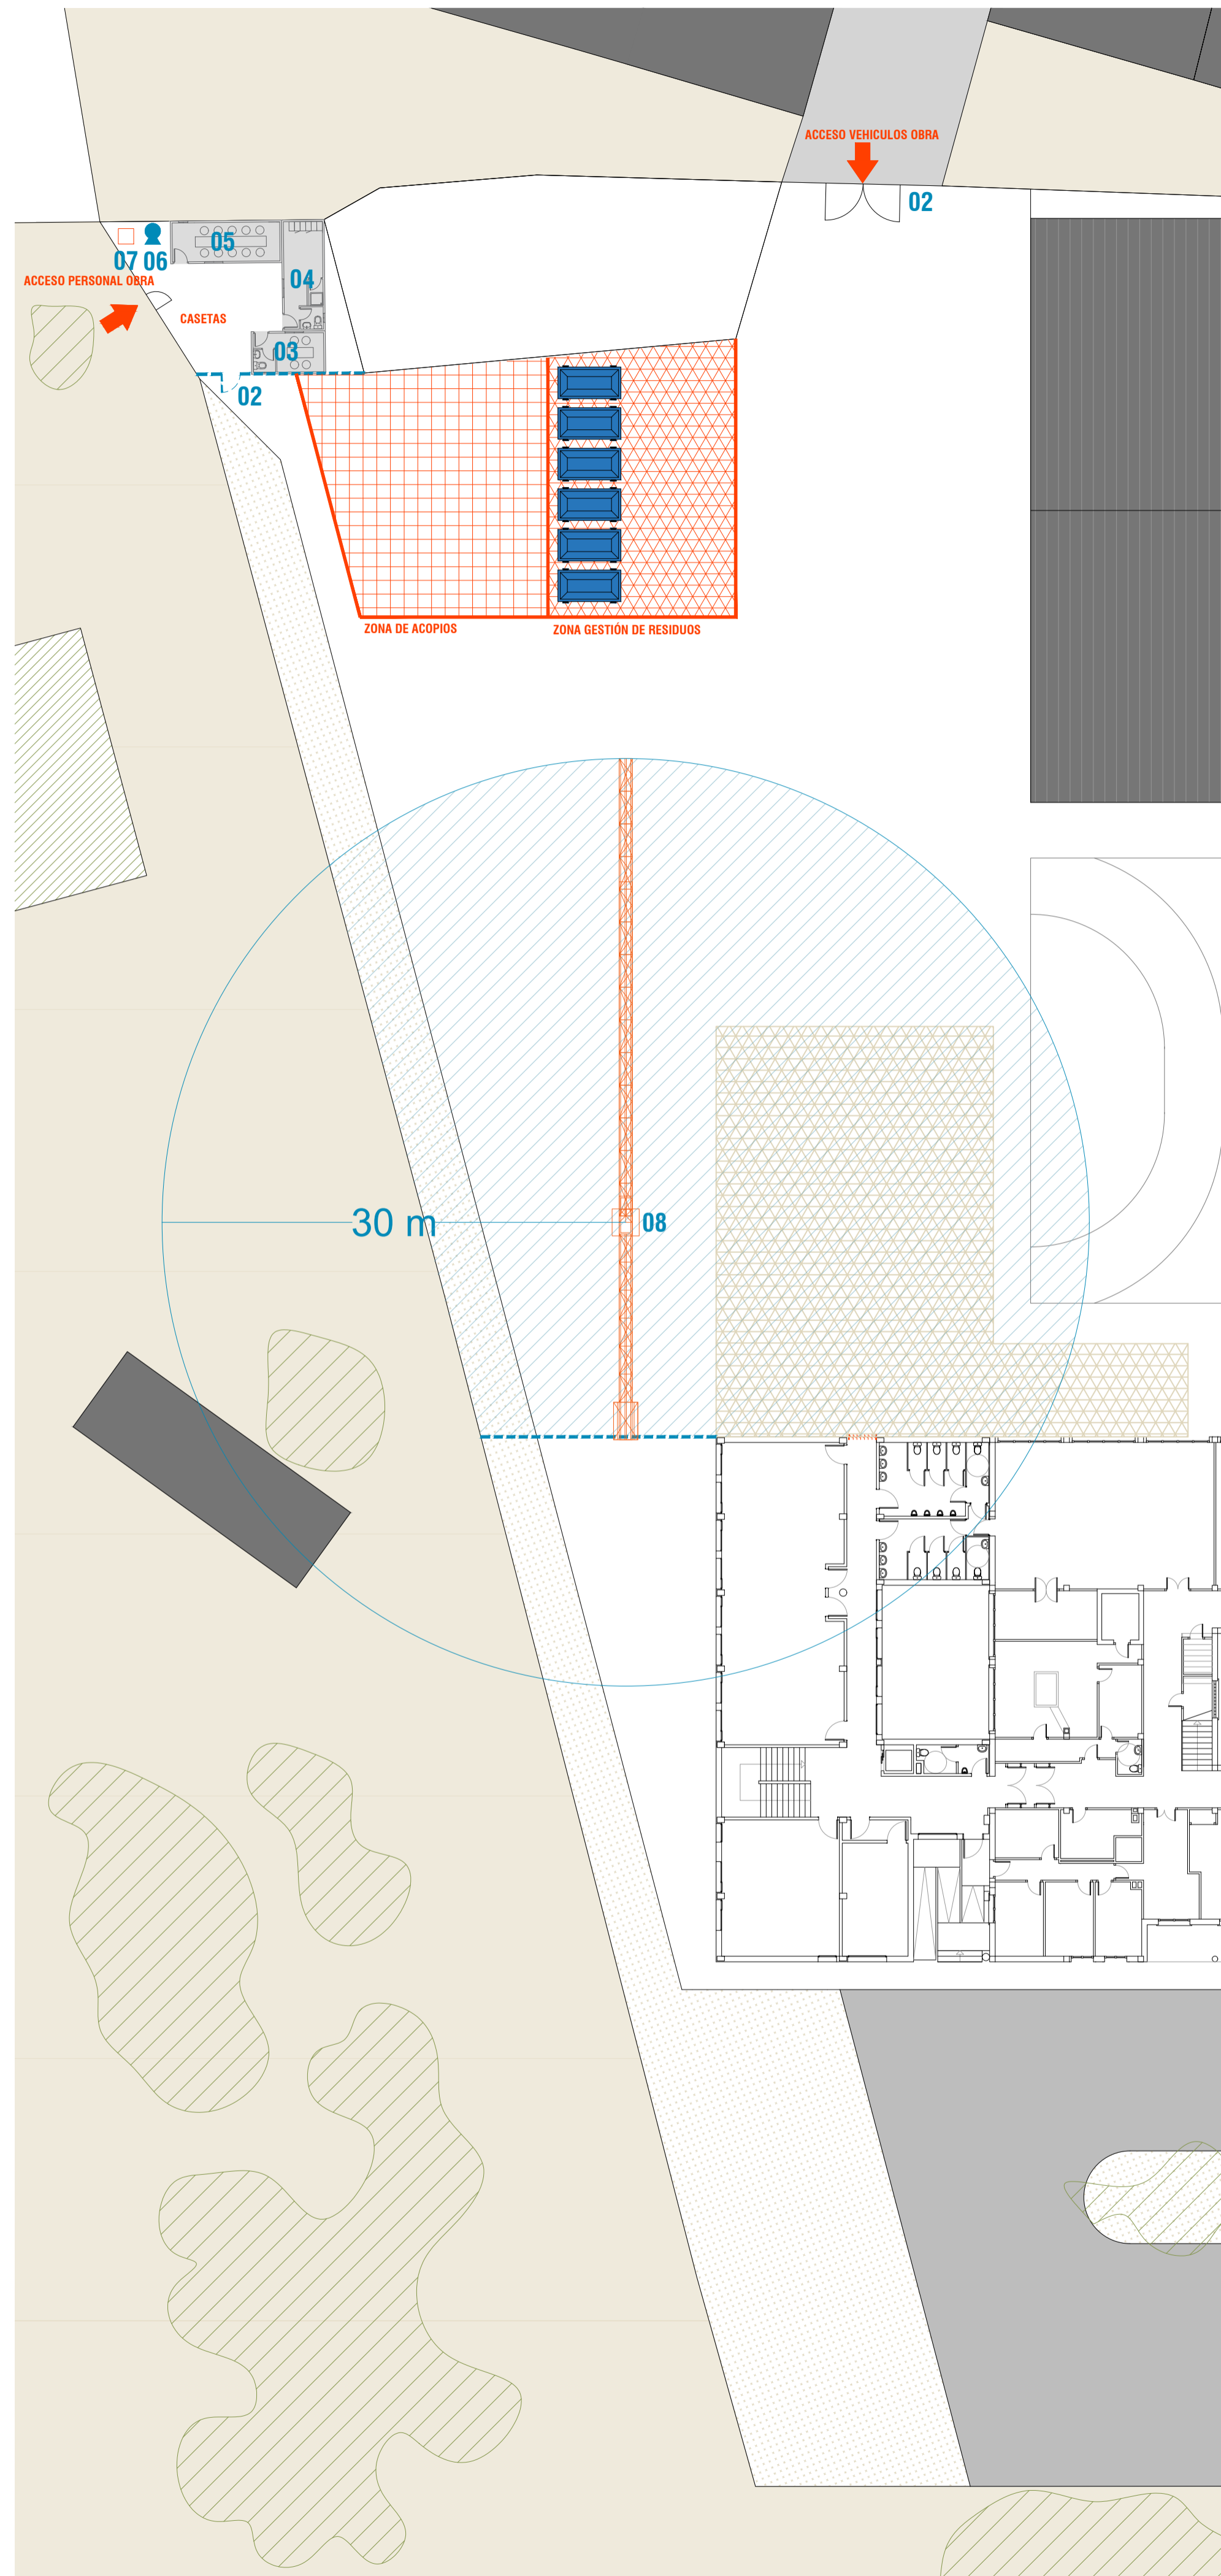 ACCESO VEHICULOS OBRA
02
05
07 06
ACCESO PERSONAL OBRA
04
CASETAS
03
02
ZONA DE ACOPIOS
ZONA GESTIÓN DE RESIDUOS
30 m
08